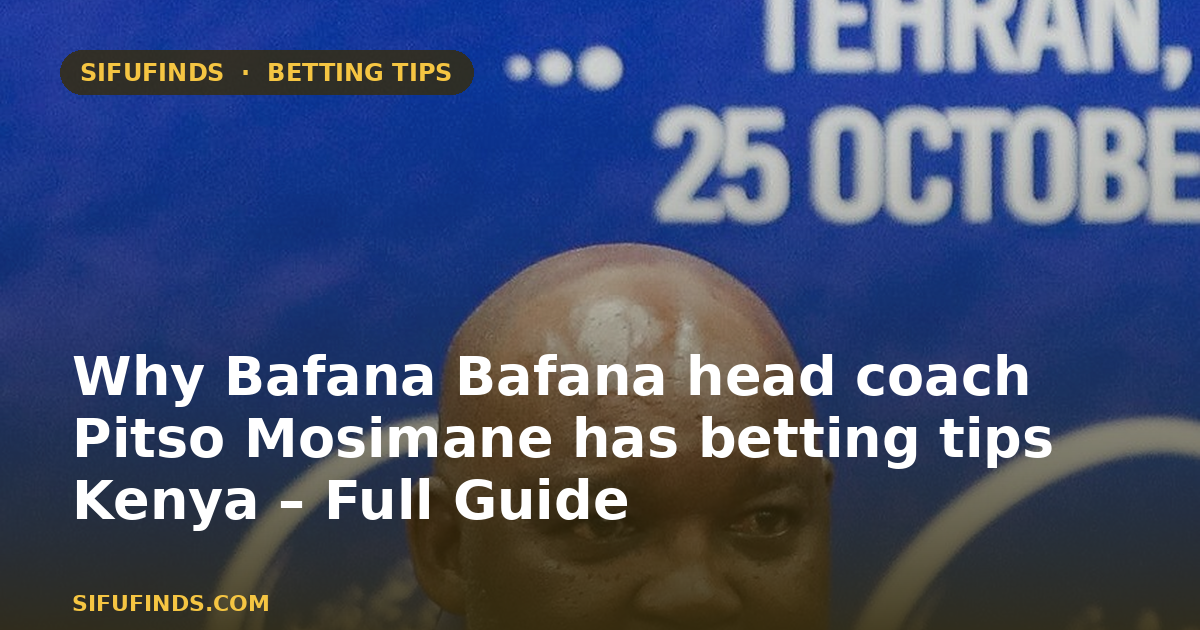 TEHRAN,
SIFUFINDS · BETTING TIPS
25 OCTOBE
Why Bafana Bafana head coach
Pitso Mosimane has betting tips
Kenya – Full Guide
SIFUFINDS.COM